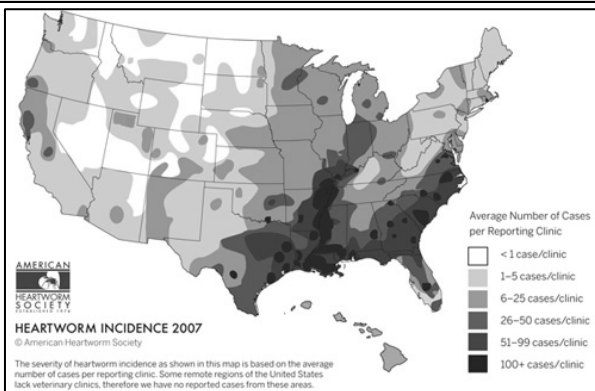 Average Number of Cases
per Reporting Clinic
< 1 case/clinic
1–5 cases/clinic
6–25 cases/clinic
26–50 cases/clinic
51–99 cases/clinic
100+ cases/clinic
AMERICAN
HEARTWORM
SOCIETY
ESTABLISHED 1974
HEARTWORM INCIDENCE 2007
© American Heartworm Society
The severity of heartworm incidence as shown in this map is based on the average
number of cases per reporting clinic. Some remote regions of the United States
lack veterinary clinics, therefore we have no reported cases from these areas.